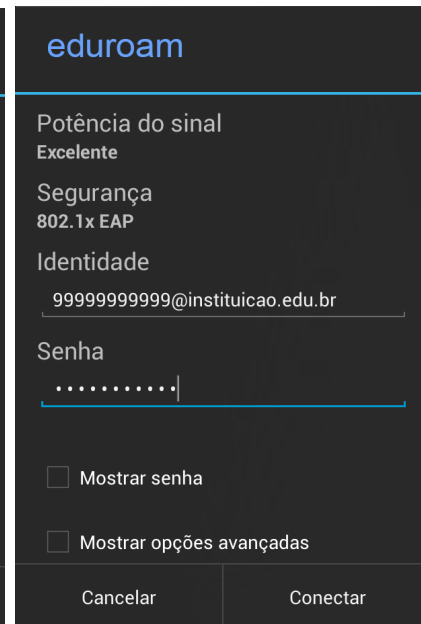 eduroam
Potência do sinal
Excelente
Segurança
802.1x EAP
Identidade
99999999999@instituicao.edu.br
Senha
...........
Mostrar senha
Mostrar opções avançadas
Cancelar Conectar